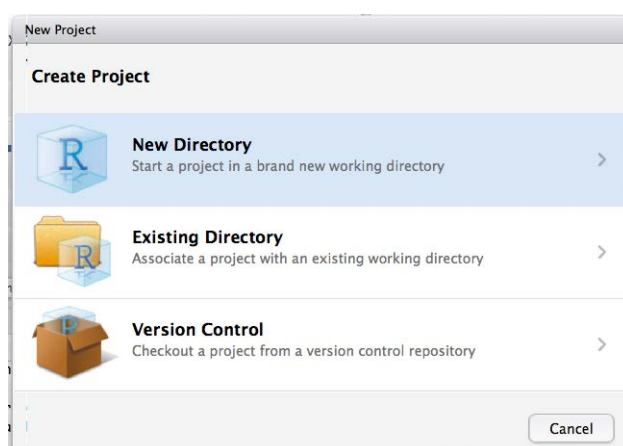 New Project
Create Project
New Directory
Start a project in a brand new working directory
R
Existing Directory
Associate a project with an existing working directory
R
Version Control
Checkout a project from a version control repository
R
Cancel